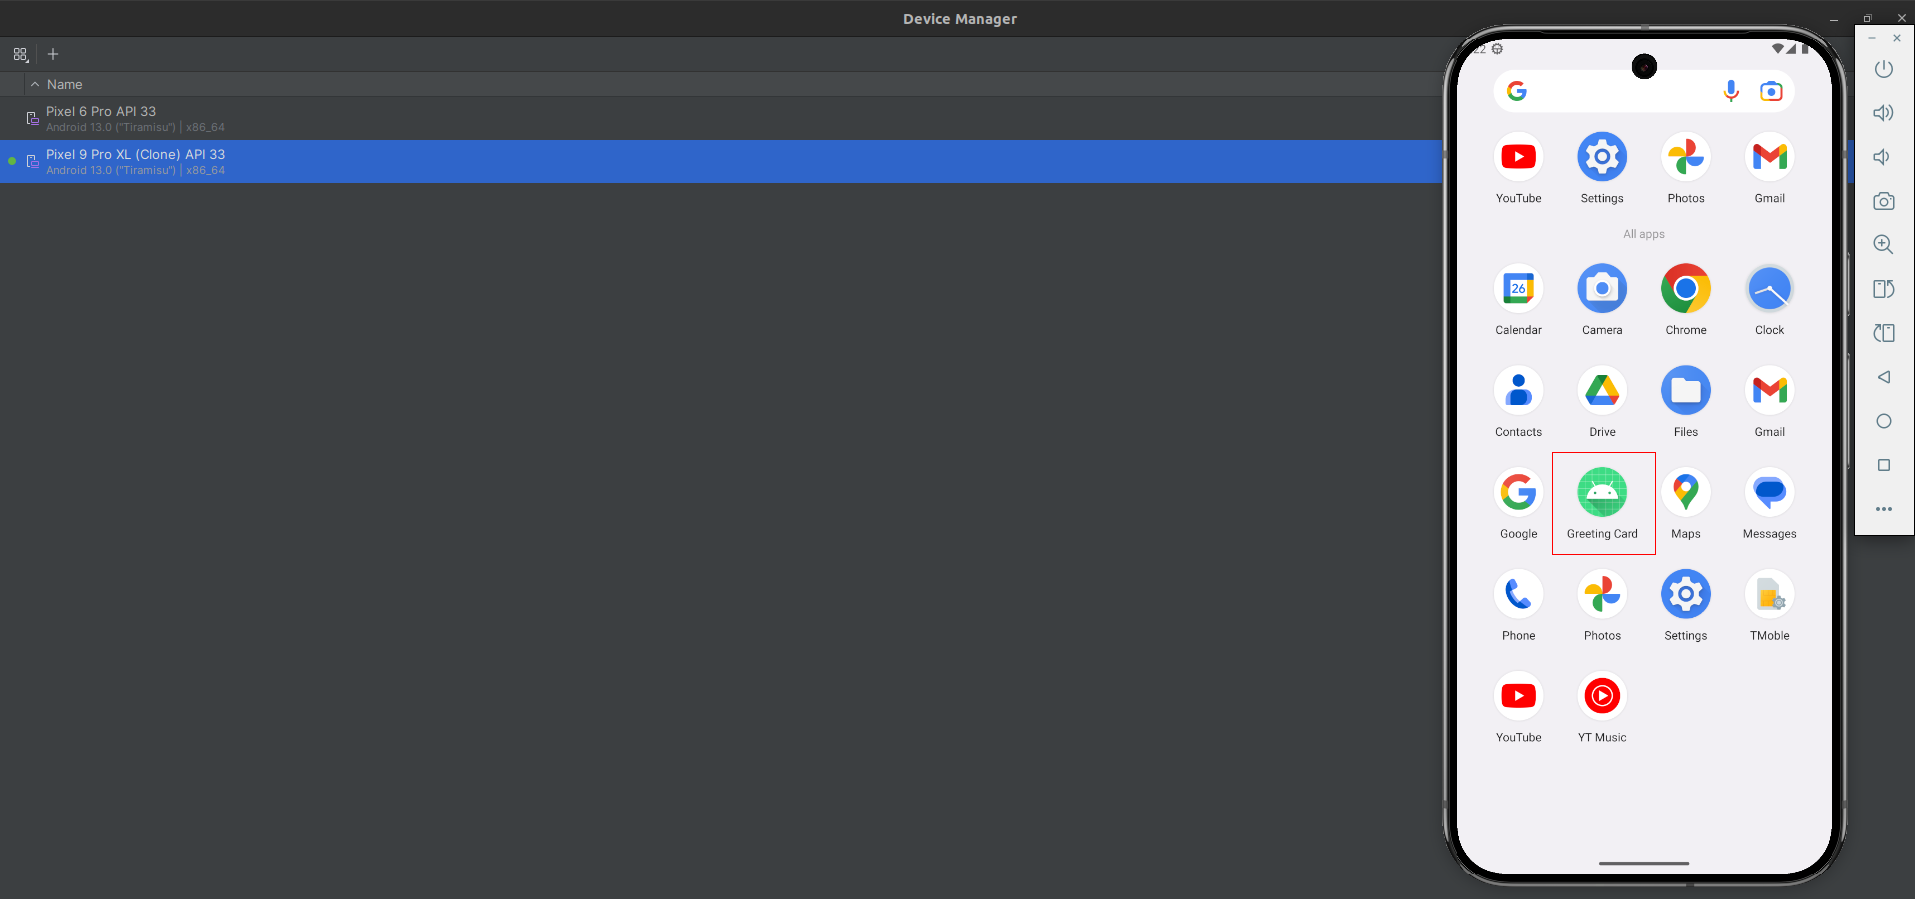 Device Manager
Name
Pixel 6 Pro API 33
Android 13.0 ("Tiramisu") | x86_64
Pixel 9 Pro XL (Clone) API 33
Android 13.0 ("Tiramisu") | x86_64
22
YouTube Settings Photos Gmail
All apps
26
Calendar Camera Chrome Clock
Contacts Drive Files Gmail
Google Greeting Card Maps Messages
Phone Photos Settings TMoble
YouTube YT Music